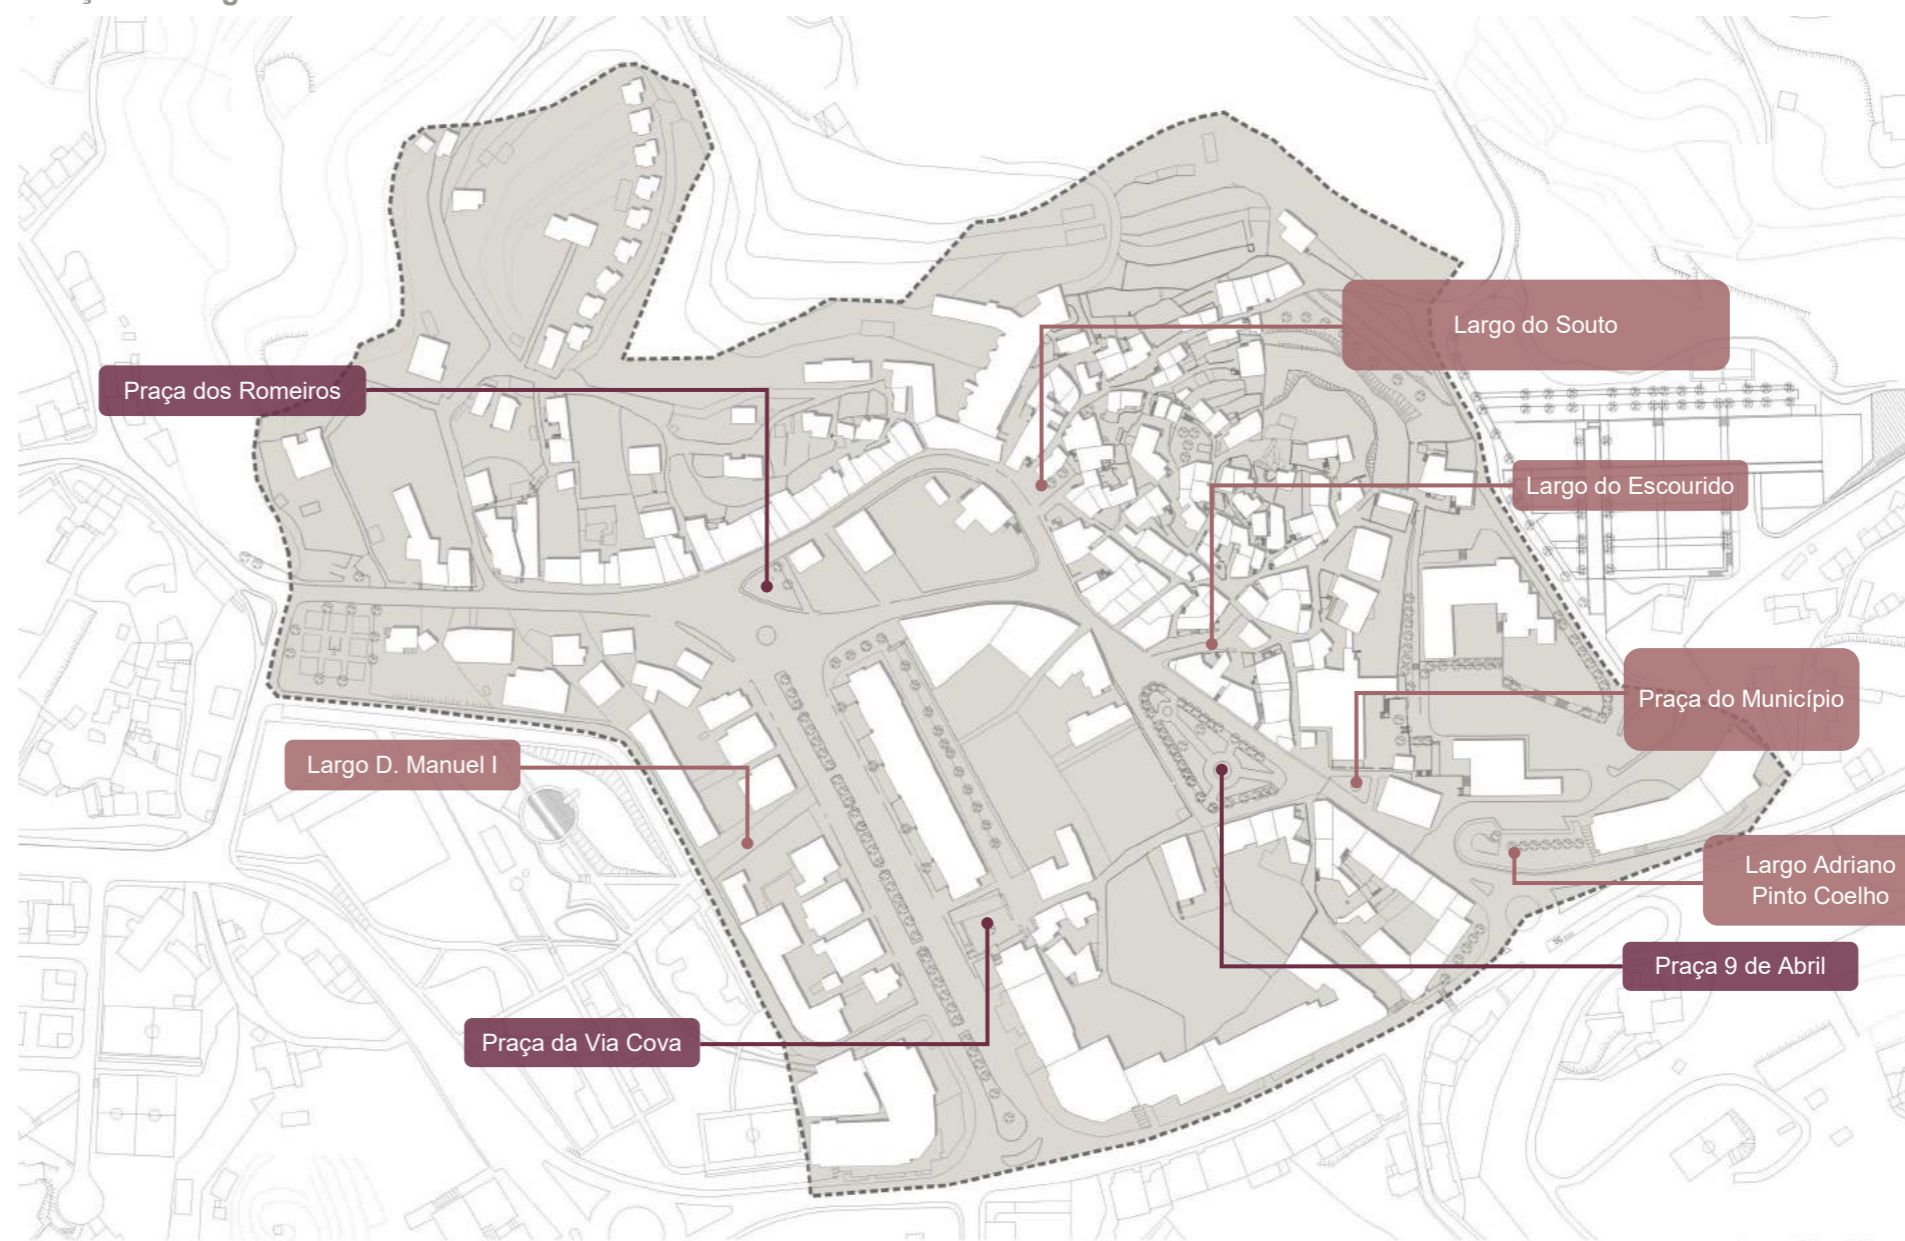 Largo do Souto
Praça dos Romeiros
Largo do Escourido
Praça do Município
Largo D. Manuel I
Largo Adriano
Pinto Coelho
Praça 9 de Abril
Praça da Via Cova